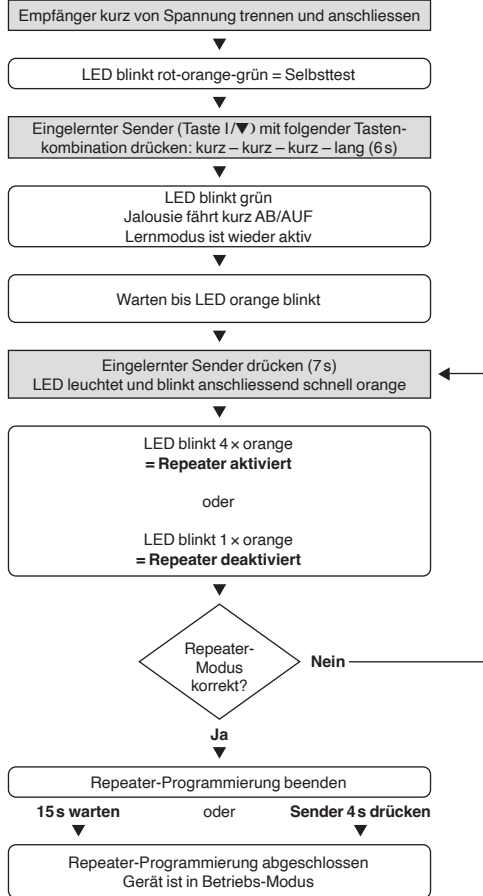 Empfänger kurz von Spannung trennen und anschliessen
LED blinkt rot-orange-grün = Selbsttest
Eingelernter Sender (Taste I/▼) mit folgender Tasten-
kombination drücken: kurz – kurz – kurz – lang (6 s)
LED blinkt grün
Jalousie fährt kurz AB/AUF
Lernmodus ist wieder aktiv
Warten bis LED orange blinkt
Eingelernter Sender drücken (7 s)
LED leuchtet und blinkt anschliessend schnell orange
LED blinkt 4 × orange
= Repeater aktiviert
oder
LED blinkt 1 × orange
= Repeater deaktiviert
Repeater-
Modus
korrekt?
Nein
Ja
Repeater-Programmierung beenden
15 s warten oder Sender 4 s drücken
Repeater-Programmierung abgeschlossen
Gerät ist in Betriebs-Modus